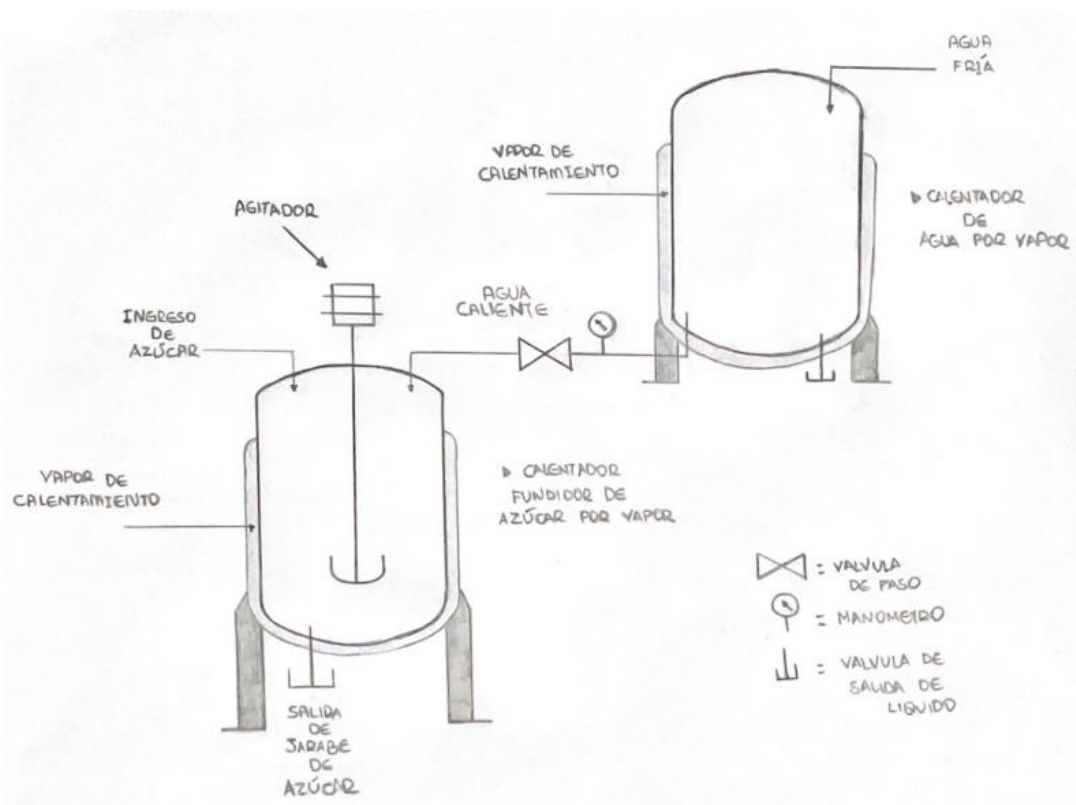 AGUA
FRÍA
VAPOR DE
CALENTAMIENTO
▷ CALENTADOR
DE
AGUA POR VAPOR
AGITADOR
AGUA
CALIENTE
INGRESO
DE
AZÚCAR
VAPOR DE
CALENTAMIENTO
▷ CALENTADOR
FUNDIDOR DE
AZÚCAR POR VAPOR
= VALVULA
DE PASO
= MANOMETRO
= VALVULA DE
SALIDA DE
LIQUIDO
SALIDA
DE
JARABE
DE
AZÚCAR